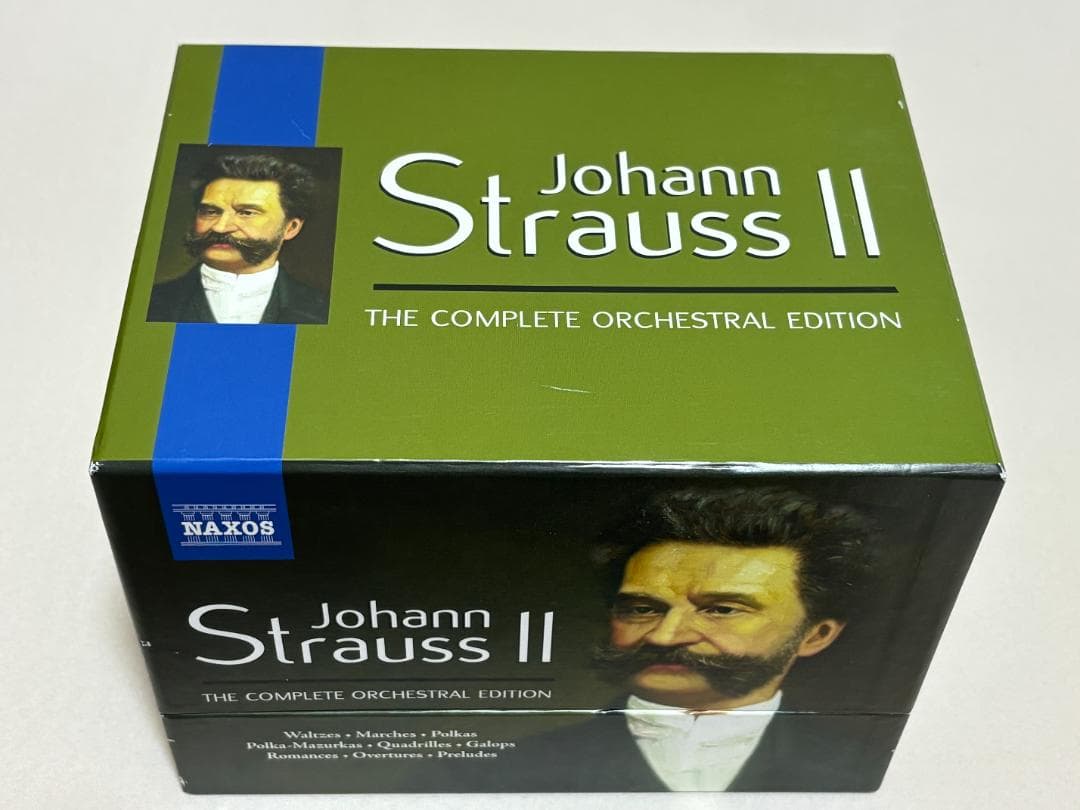 Johann
Strauss II
THE COMPLETE ORCHESTRAL EDITION
NAXOS
Johann
Strauss II
THE COMPLETE ORCHESTRAL EDITION
Waltzes • Marches • Polkas
Polka-Mazurkas • Quadrilles • Galops
Romances • Overtures • Preludes